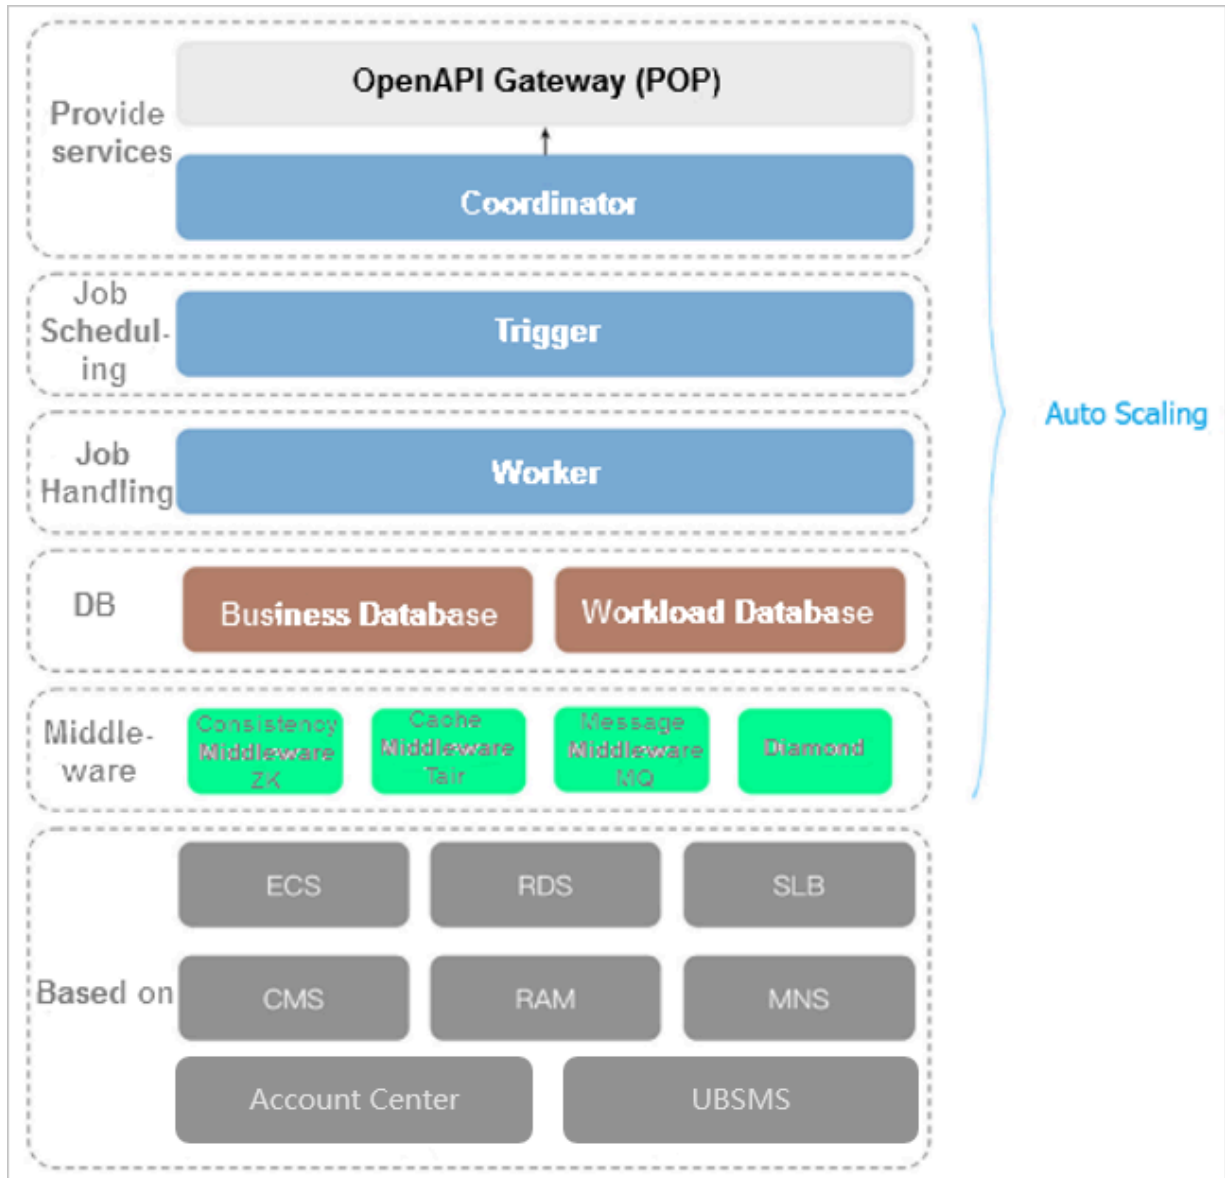 OpenAPI Gateway (POP)
Provide
services
Coordinator
Job
Schedul-
ing
Trigger
Job
Handling
Worker
Auto Scaling
DB
Business Database
Workload Database
Middle-
ware
Consistency
Middleware
ZK
Cache
Middleware
Tair
Message
Middleware
MQ
Diamond
ECS
RDS
SLB
Based on
CMS
RAM
MNS
Account Center
UBSMS